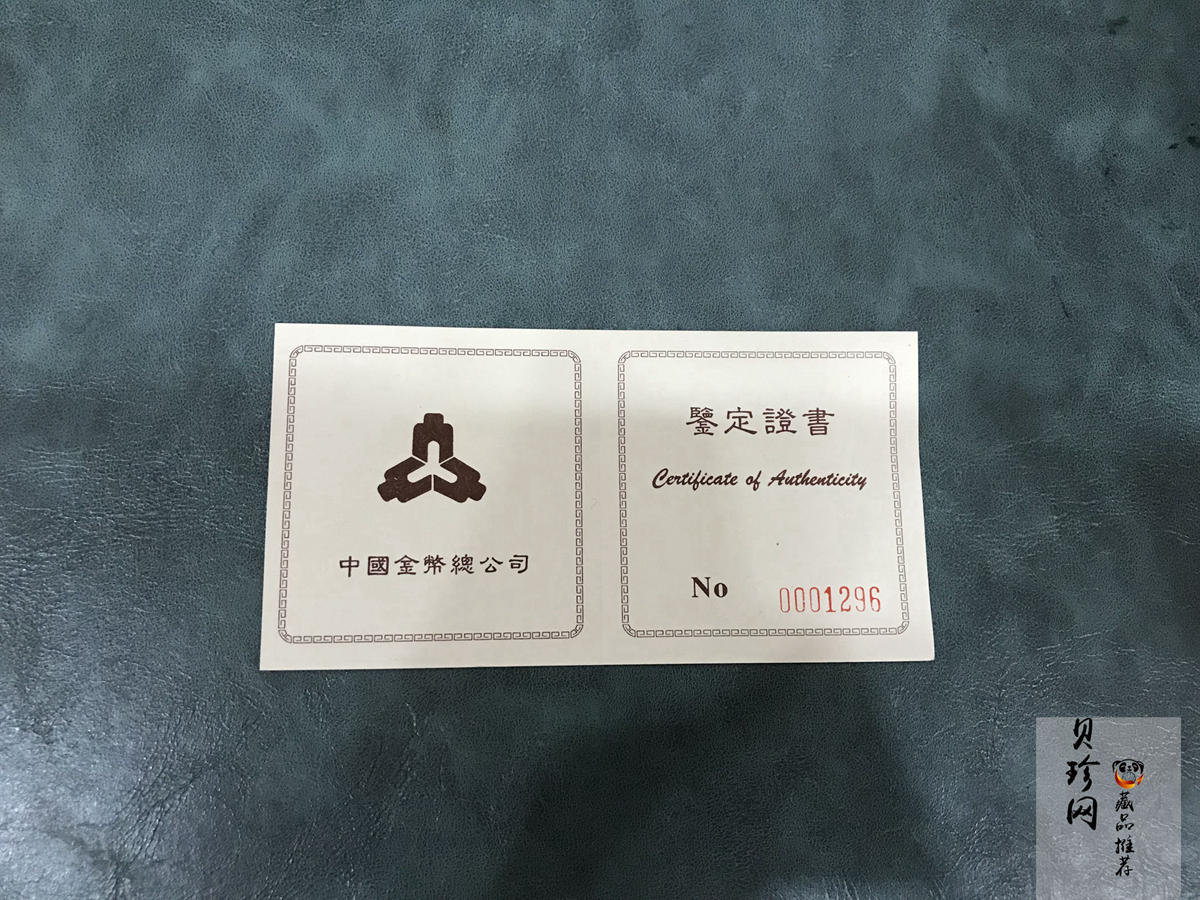 中國金幣總公司
鑒定證書
Certificate of Authenticity
No 0001296
贝珍网
藏品推荐